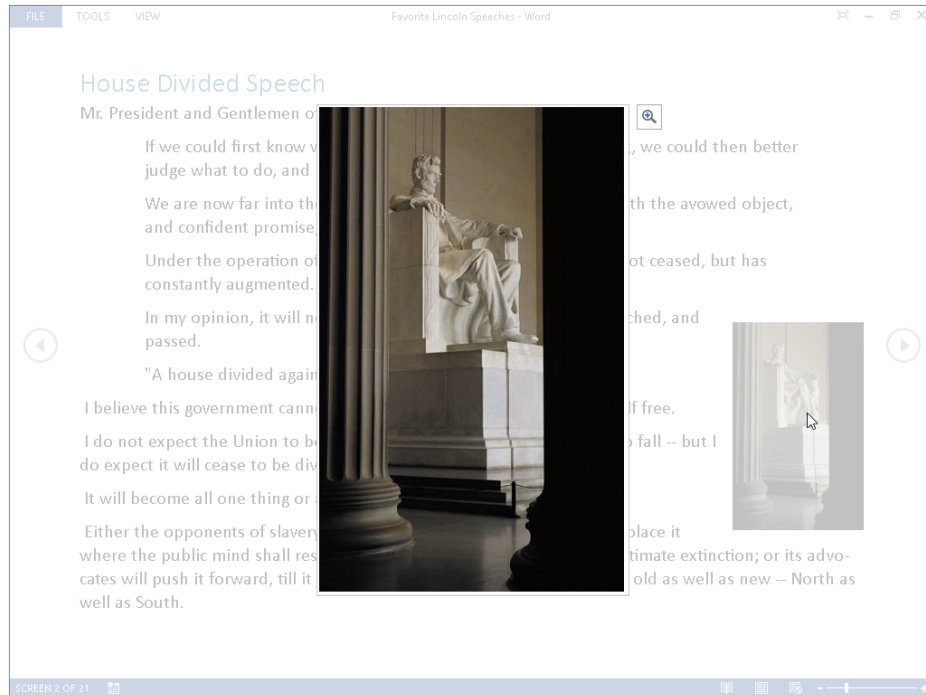 FILE TOOLS VIEW Favorite Lincoln Speeches - Word
House Divided Speech
Mr. President and Gentlemen o
If we could first know , we could then better
judge what to do, and
We are now far into th th the avowed object,
and confident promise,
Under the operation of ot ceased, but has
constantly augmented.
In my opinion, it will n ched, and
passed.
"A house divided again
I believe this government cann lf free.
I do not expect the Union to b fall -- but I
do expect it will cease to be div
It will become all one thing or
Either the opponents of slavery place it
where the public mind shall res timate extinction; or its advo-
cates will push it forward, till it old as well as new -- North as
well as South.
SCREEN 2 OF 21